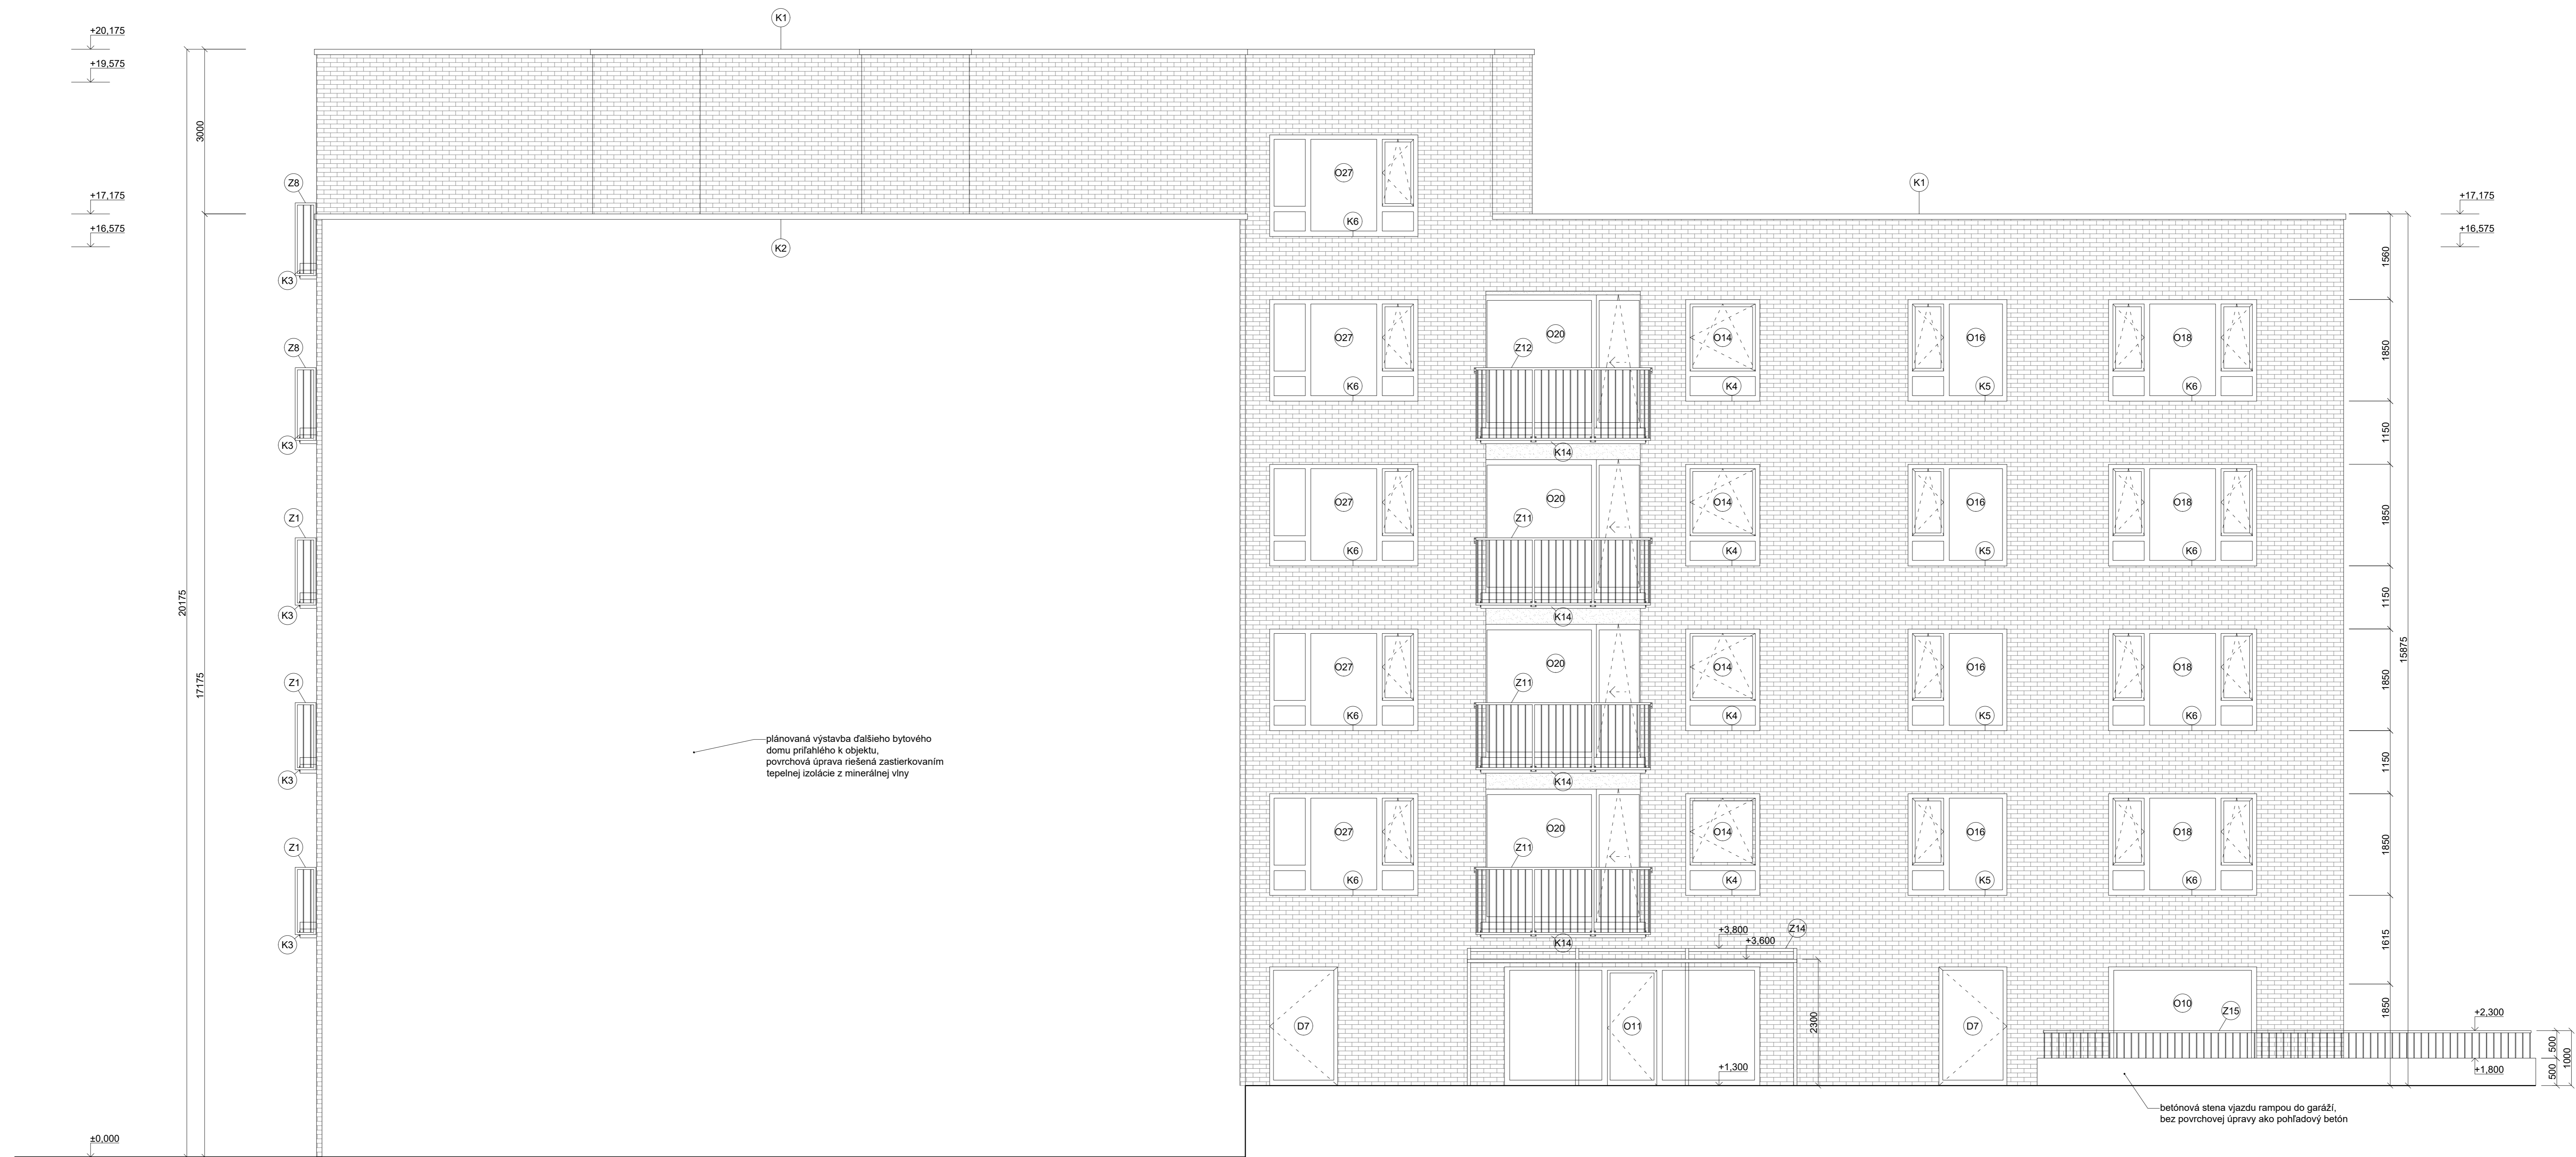 K1
+20,175
+19,575
3000
O27
Z8
K1
+17,175
+17,175
K6
+16,575
+16,575
K2
1560
K3
Z8
O27
O20
O14
O16
O18
Z12
1850
K3
K6
K4
K5
K6
1150
K14
Z1
O27
O20
O14
O16
O18
Z11
1850
K6
K4
K5
K6
20175
1150
K3
K14
15875
Z1
O27
O20
O14
O16
O18
Z11
17175
1850
K6
K4
K5
K6
plánovaná výstavba ďalšieho bytového
domu priľahlého k objektu,
povrchová úprava riešená zastierkovaním
tepelnej izolácie z minerálnej vlny
1150
K3
K14
Z1
O27
O20
O14
O16
O18
Z11
1850
K6
K4
K5
K6
K3
K14
+3,800
Z14
+3,600
1615
O10
Z15
+2,300
D7
O11
2300
D7
1850
500
1000
+1,300
+1,800
500
betónová stena vjazdu rampou do garáží,
bez povrchovej úpravy ako pohľadový betón
±0,000